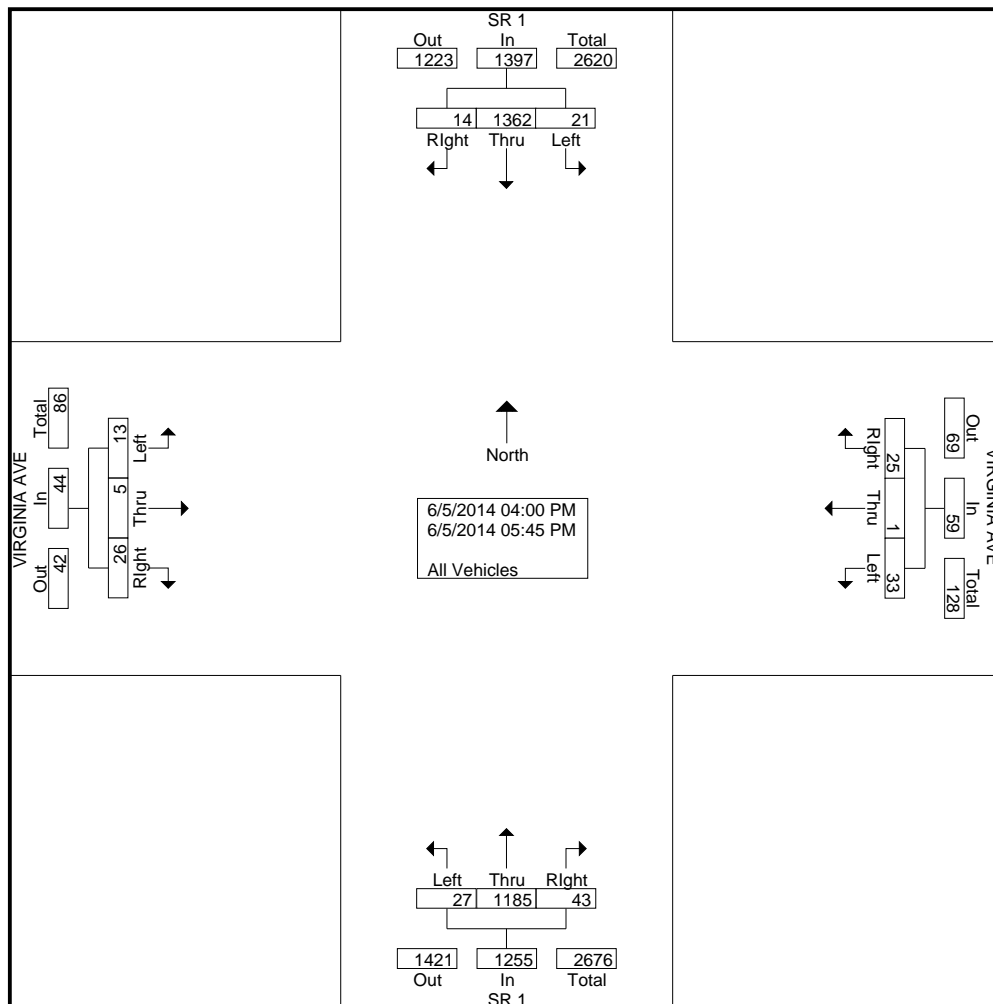 SR 1
Out In Total
1223 1397 2620
14 1362 21
RIght Thru Left
VIRGINIA AVE
Total In Out
86 44 42
13 5 26
Left Thru RIght
North
6/5/2014 04:00 PM
6/5/2014 05:45 PM
All Vehicles
RIght Thru Left
25 1 33
69 59 128
Out In Total
VIRGINIA AVE
Left Thru RIght
27 1185 43
1421 1255 2676
Out In Total
SR 1